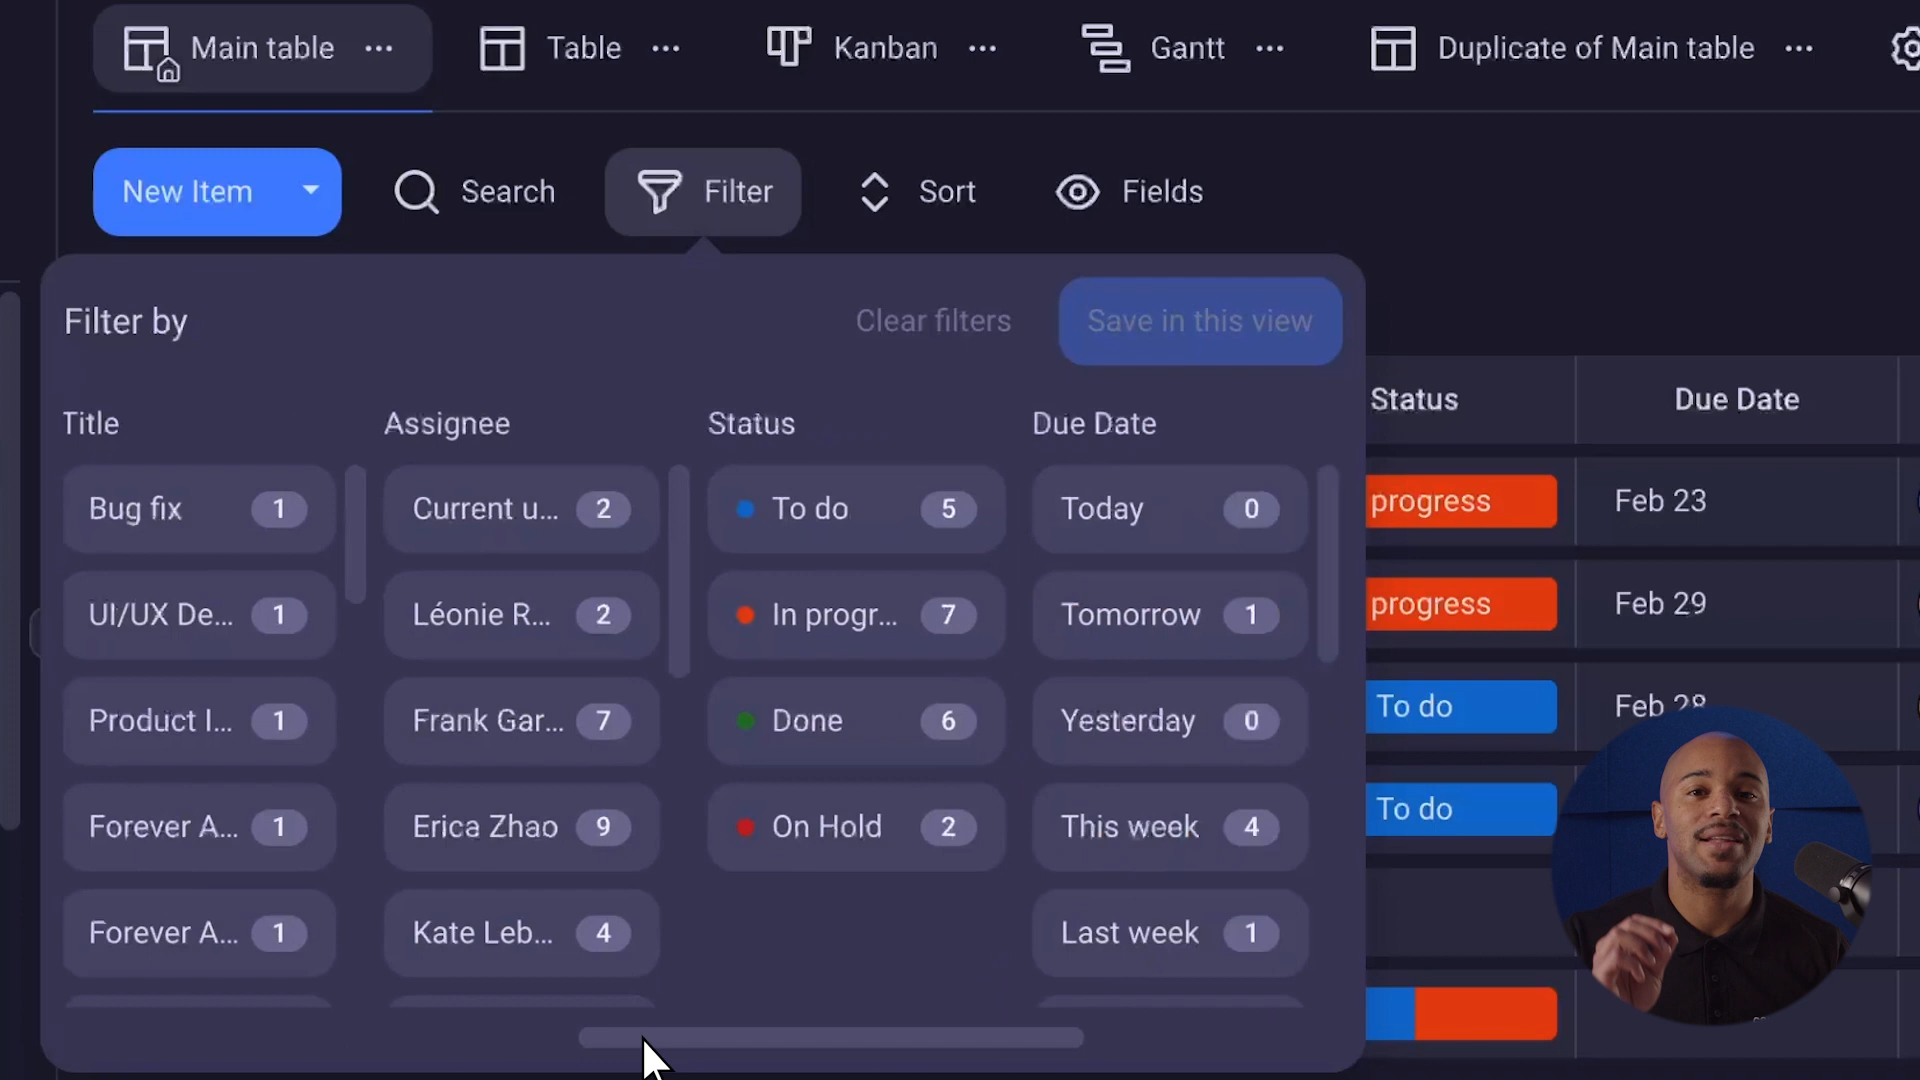 Main table ... Table ... Kanban ... Gantt ... Duplicate of Main table ...
New Item Search Filter Sort Fields
Filter by Clear filters Save in this view
Title Assignee Status Due Date
Bug fix 1 Current u... 2 To do 5 Today 0
UI/UX De... 1 Léonie R... 2 In progr... 7 Tomorrow 1
Product I... 1 Frank Gar... 7 Done 6 Yesterday 0
Forever A... 1 Erica Zhao 9 On Hold 2 This week 4
Forever A... 1 Kate Leb... 4 Last week 1
Status Due Date
progress Feb 23
progress Feb 29
To do Feb 28
To do